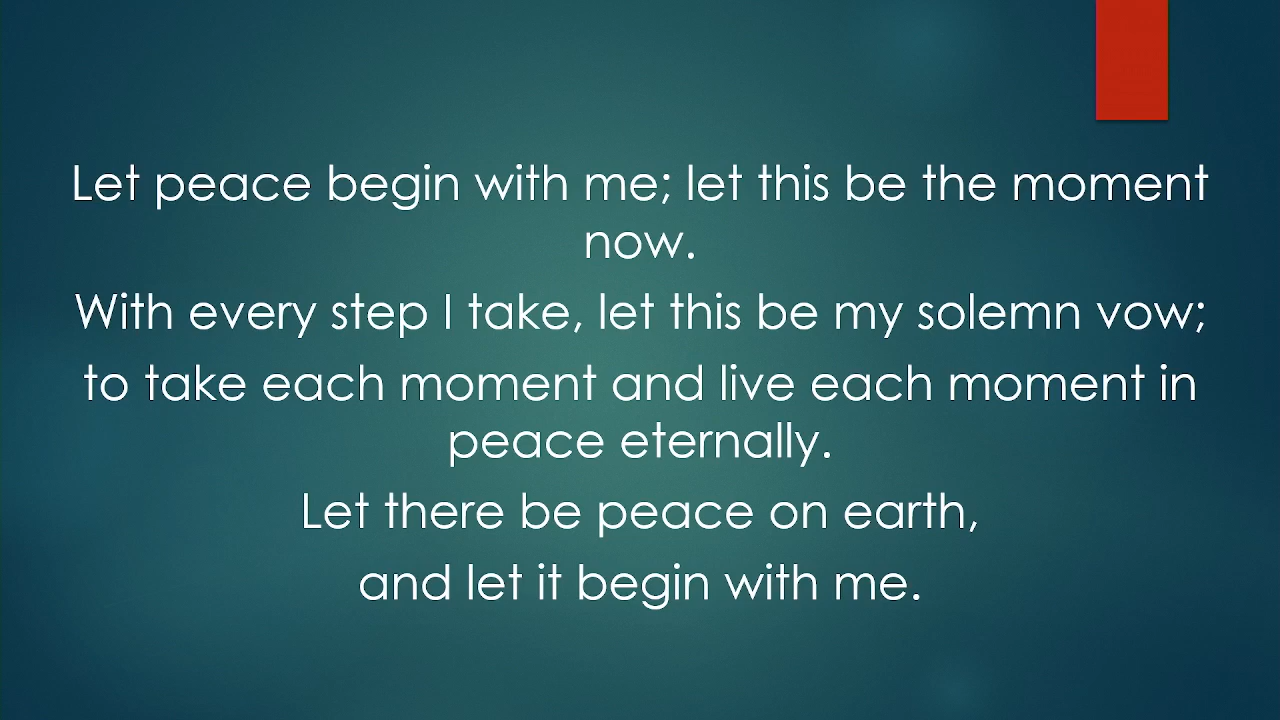 Let peace begin with me; let this be the moment
now.
With every step I take, let this be my solemn vow;
to take each moment and live each moment in
peace eternally.
Let there be peace on earth,
and let it begin with me.